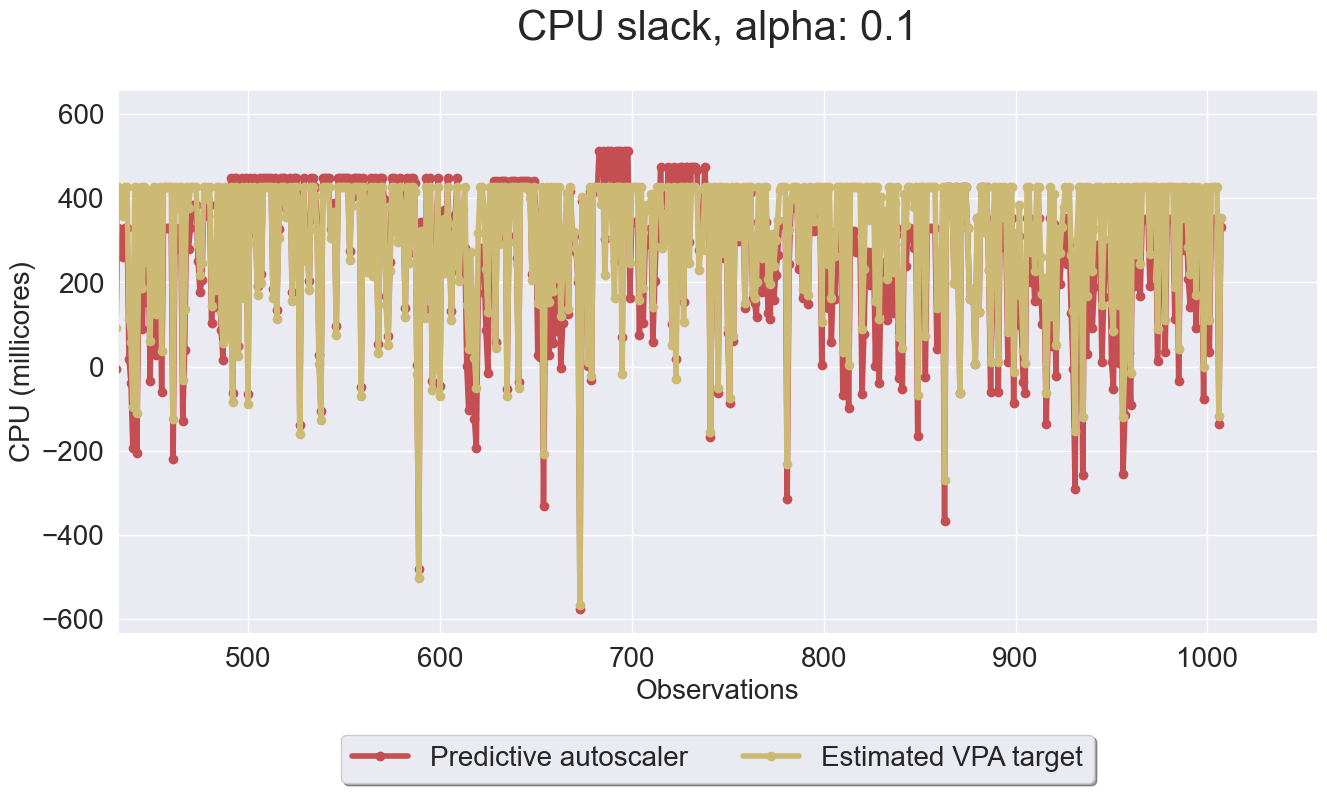 CPU slack, alpha: 0.1
600
400
200
0
−200
−400
−600
CPU (millicores)
500 600 700 800 900 1000
Observations
Predictive autoscaler Estimated VPA target